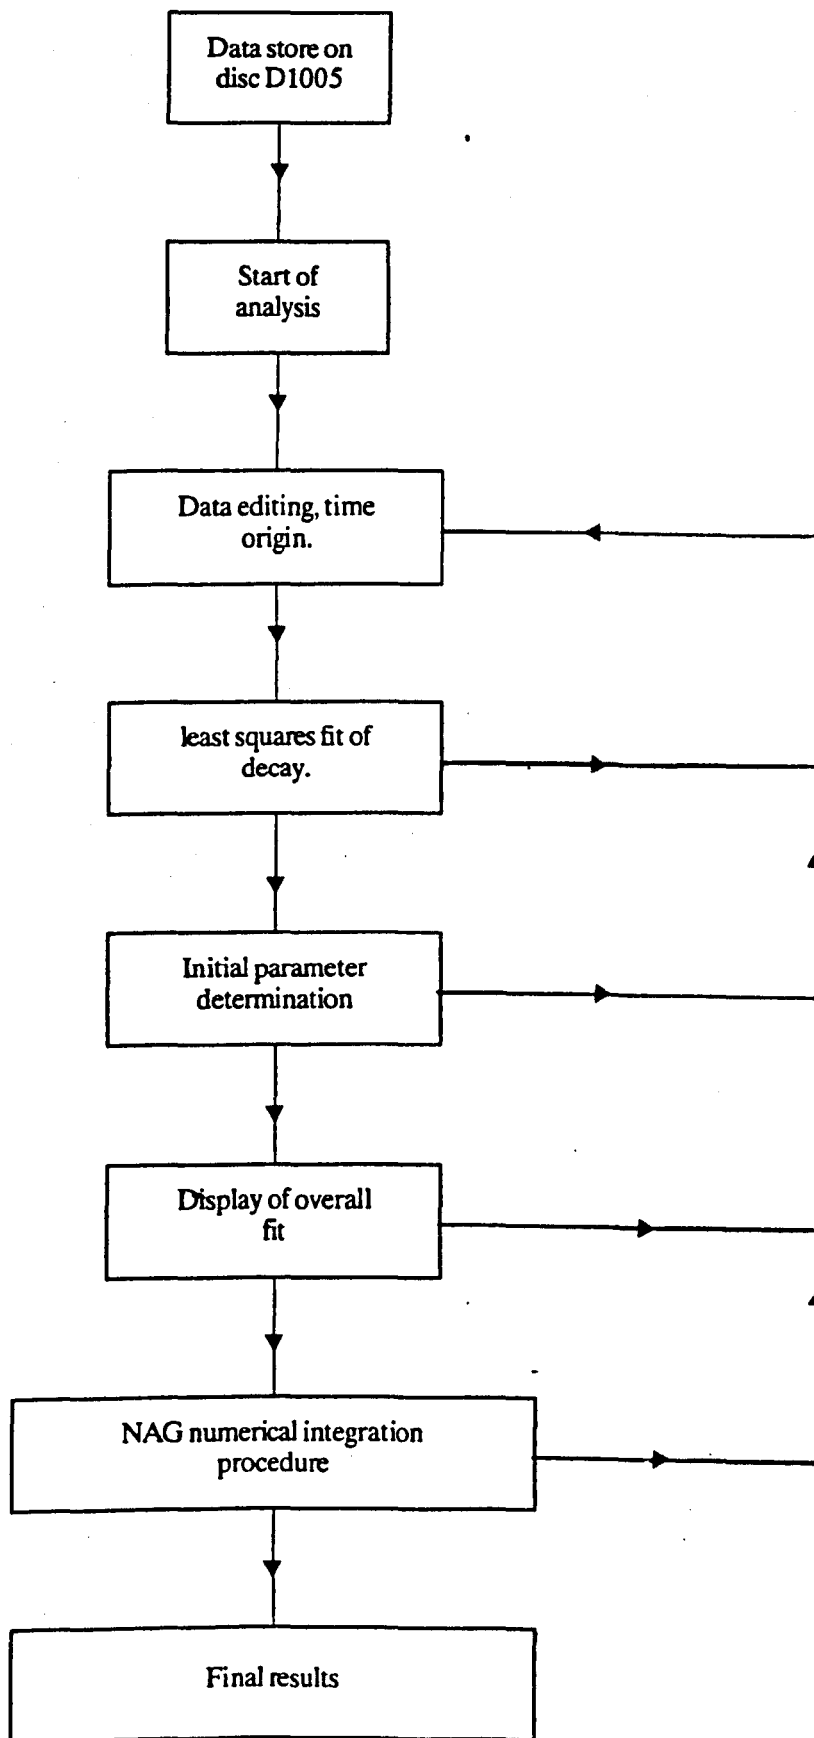 Data store on
disc D1005
Start of
analysis
Data editing, time
origin.
least squares fit of
decay.
Initial parameter
determination
Display of overall
fit
NAG numerical integration
procedure
Final results